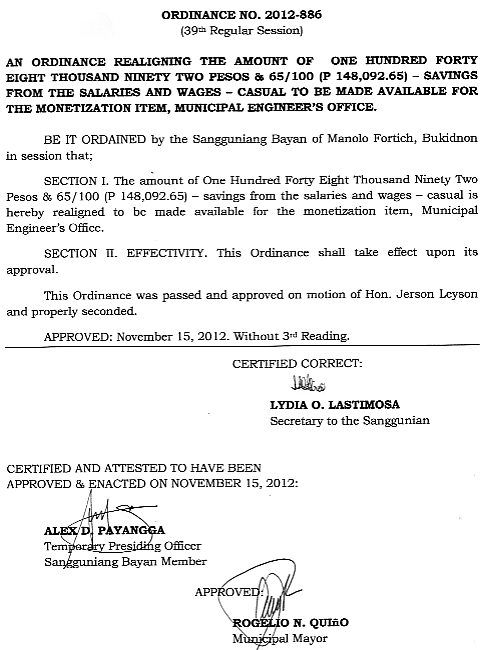 ORDINANCE NO. 2012-886
(39th Regular Session)
AN ORDINANCE REALIGNING THE AMOUNT OF ONE HUNDRED FORTY
EIGHT THOUSAND NINETY TWO PESOS & 65/100 (P 148,092.65) – SAVINGS
FROM THE SALARIES AND WAGES – CASUAL TO BE MADE AVAILABLE FOR
THE MONETIZATION ITEM, MUNICIPAL ENGINEER'S OFFICE.
BE IT ORDAINED by the Sangguniang Bayan of Manolo Fortich, Bukidnon
in session that;
SECTION I. The amount of One Hundred Forty Eight Thousand Ninety Two
Pesos & 65/100 (P 148,092.65) – savings from the salaries and wages – casual is
hereby realigned to be made available for the monetization item, Municipal
Engineer's Office.
SECTION II. EFFECTIVITY. This Ordinance shall take effect upon its
approval.
This Ordinance was passed and approved on motion of Hon. Jerson Leyson
and properly seconded.
APPROVED: November 15, 2012. Without 3rd Reading.
CERTIFIED CORRECT:
LYDIA O. LASTIMOSA
Secretary to the Sanggunian
CERTIFIED AND ATTESTED TO HAVE BEEN
APPROVED & ENACTED ON NOVEMBER 15, 2012:
ALEX D. PAYANGGA
Temporary Presiding Officer
Sangguniang Bayan Member
APPROVED:
ROGELIO N. QUIñO
Municipal Mayor